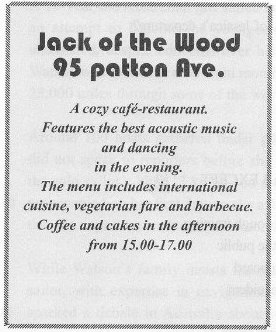 Jack of the Wood
95 patton Ave.
A cozy café-restaurant.
Features the best acoustic music
and dancing
in the evening.
The menu includes international
cuisine, vegetarian fare and barbecue.
Coffee and cakes in the afternoon
from 15.00-17.00